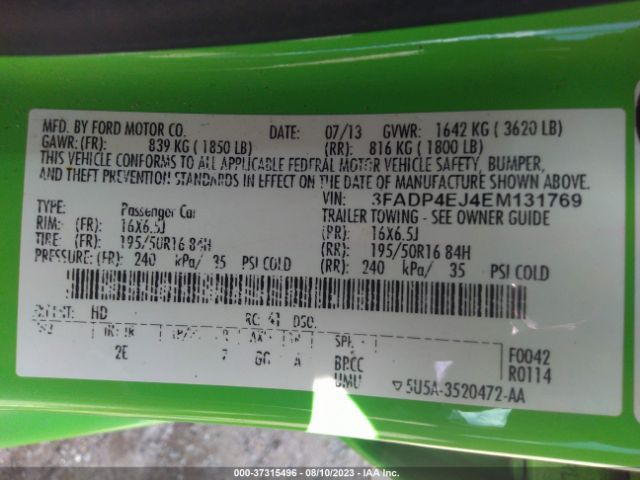 MFD. BY FORD MOTOR CO. DATE: 07/13 GVWR: 1642 KG ( 3620 LB)
GAWR: (FR): 839 KG ( 1850 LB) (RR): 816 KG ( 1800 LB)
THIS VEHICLE CONFORMS TO ALL APPLICABLE FEDERAL MOTOR VEHICLE SAFETY, BUMPER,
AND THEFT PREVENTION STANDARDS IN EFFECT ON THE DATE OF MANUFACTURE SHOWN ABOVE.
VIN: 3FADP4EJ4EM131769
TYPE: Passenger Car TRAILER TOWING - SEE OWNER GUIDE
RIM: (FR): 16X6.5J (RR): 16X6.5J
TIRE: (FR): 195/50R16 84H (RR): 195/50R16 84H
PRESSURE: (FR): 240 kPa/ 35 PSI COLD (RR): 240 kPa/ 35 PSI COLD
HD RC: 41 DSO:
2E 7 A
BPCC
UMU
F0042
R0114
5U5A-3520472-AA
000-37315496 - 08/10/2023 - IAA Inc.